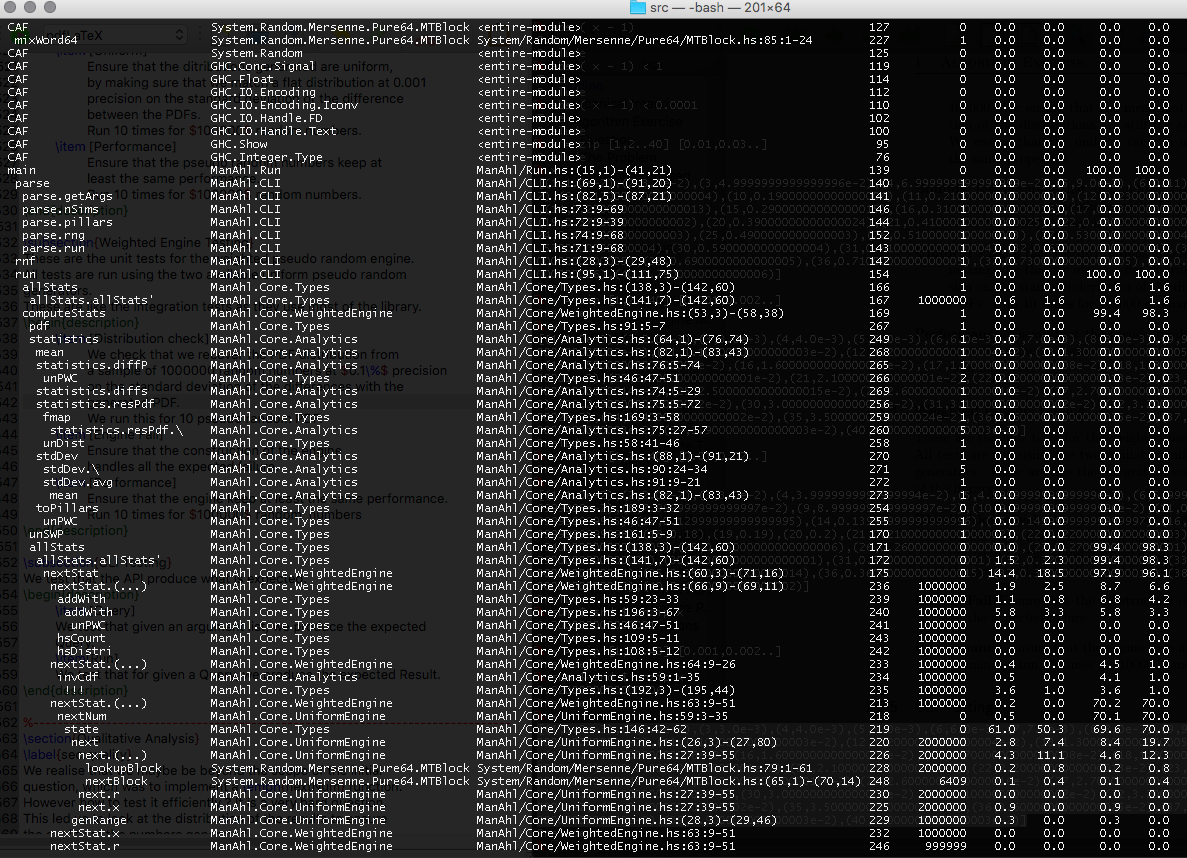 src — -bash — 201×64
CAF System.Random.Mersenne.Pure64.MTBlock <entire-module> 127 0 0.0 0.0 0.0 0.0
mixWord64 System.Random.Mersenne.Pure64.MTBlock System/Random/Mersenne/Pure64/MTBlock.hs:85:1-24 227 1 0.0 0.0 0.0 0.0
CAF System.Random <entire-module> 125 0 0.0 0.0 0.0 0.0
CAF GHC.Conc.Signal <entire-module> 119 0 0.0 0.0 0.0 0.0
CAF GHC.Float <entire-module> 114 0 0.0 0.0 0.0 0.0
CAF GHC.IO.Encoding <entire-module> 112 0 0.0 0.0 0.0 0.0
CAF GHC.IO.Encoding.Iconv <entire-module> 110 0 0.0 0.0 0.0 0.0
CAF GHC.IO.Handle.FD <entire-module> 102 0 0.0 0.0 0.0 0.0
CAF GHC.IO.Handle.Text <entire-module> 100 0 0.0 0.0 0.0 0.0
CAF GHC.Show <entire-module> 95 0 0.0 0.0 0.0 0.0
CAF GHC.Integer.Type <entire-module> 76 0 0.0 0.0 0.0 0.0
main ManAhl.Run ManAhl/Run.hs:(15,1)-(41,21) 139 0 0.0 0.0 100.0 100.0
parse ManAhl.CLI ManAhl/CLI.hs:(69,1)-(91,20) 140 1 0.0 0.0 0.0 0.0
parse.getArgs ManAhl.CLI ManAhl/CLI.hs:(82,5)-(87,21) 141 1 0.0 0.0 0.0 0.0
parse.nSims ManAhl.CLI ManAhl/CLI.hs:73:9-69 146 1 0.0 0.0 0.0 0.0
parse.pillars ManAhl.CLI ManAhl/CLI.hs:72:9-39 144 1 0.0 0.0 0.0 0.0
parse.rng ManAhl.CLI ManAhl/CLI.hs:74:9-68 152 1 0.0 0.0 0.0 0.0
parse.run ManAhl.CLI ManAhl/CLI.hs:71:9-68 143 1 0.0 0.0 0.0 0.0
rnf ManAhl.CLI ManAhl/CLI.hs:(28,3)-(29,48) 142 1 0.0 0.0 0.0 0.0
run ManAhl.CLI ManAhl/CLI.hs:(95,1)-(111,75) 154 1 0.0 0.0 100.0 100.0
allStats ManAhl.Core.Types ManAhl/Core/Types.hs:(138,3)-(142,60) 166 1 0.0 0.0 0.6 1.6
allStats.allStats' ManAhl.Core.Types ManAhl/Core/Types.hs:(141,7)-(142,60) 167 1000000 0.6 1.6 0.6 1.6
computeStats ManAhl.Core.WeightedEngine ManAhl/Core/WeightedEngine.hs:(53,3)-(58,38) 169 1 0.0 0.0 99.4 98.3
pdf ManAhl.Core.Types ManAhl/Core/Types.hs:91:5-7 267 1 0.0 0.0 0.0 0.0
statistics ManAhl.Core.Analytics ManAhl/Core/Analytics.hs:(64,1)-(76,74) 249 1 0.0 0.0 0.0 0.0
mean ManAhl.Core.Analytics ManAhl/Core/Analytics.hs:(82,1)-(83,43) 268 1 0.0 0.0 0.0 0.0
statistics.diffP ManAhl.Core.Analytics ManAhl/Core/Analytics.hs:76:5-74 265 1 0.0 0.0 0.0 0.0
unPWC ManAhl.Core.Types ManAhl/Core/Types.hs:46:47-51 266 2 0.0 0.0 0.0 0.0
statistics.diffs ManAhl.Core.Analytics ManAhl/Core/Analytics.hs:74:5-29 269 1 0.0 0.0 0.0 0.0
statistics.resPdf ManAhl.Core.Analytics ManAhl/Core/Analytics.hs:75:5-72 256 1 0.0 0.0 0.0 0.0
fmap ManAhl.Core.Types ManAhl/Core/Types.hs:169:3-58 259 1 0.0 0.0 0.0 0.0
statistics.resPdf.\ ManAhl.Core.Analytics ManAhl/Core/Analytics.hs:75:27-57 260 5 0.0 0.0 0.0 0.0
unDist ManAhl.Core.Types ManAhl/Core/Types.hs:58:41-46 258 1 0.0 0.0 0.0 0.0
stdDev ManAhl.Core.Analytics ManAhl/Core/Analytics.hs:(88,1)-(91,21) 270 1 0.0 0.0 0.0 0.0
stdDev.\ ManAhl.Core.Analytics ManAhl/Core/Analytics.hs:90:24-34 271 5 0.0 0.0 0.0 0.0
stdDev.avg ManAhl.Core.Analytics ManAhl/Core/Analytics.hs:91:9-21 272 1 0.0 0.0 0.0 0.0
mean ManAhl.Core.Analytics ManAhl/Core/Analytics.hs:(82,1)-(83,43) 273 1 0.0 0.0 0.0 0.0
toPillars ManAhl.Core.Types ManAhl/Core/Types.hs:189:3-32 254 1 0.0 0.0 0.0 0.0
unPWC ManAhl.Core.Types ManAhl/Core/Types.hs:46:47-51 255 1 0.0 0.0 0.0 0.0
unSWP ManAhl.Core.Types ManAhl/Core/Types.hs:161:5-9 170 1 0.0 0.0 0.0 0.0
allStats ManAhl.Core.Types ManAhl/Core/Types.hs:(138,3)-(142,60) 171 0 0.0 0.0 99.4 98.3
allStats.allStats' ManAhl.Core.Types ManAhl/Core/Types.hs:(141,7)-(142,60) 172 0 1.5 2.3 99.4 98.3
nextStat ManAhl.Core.WeightedEngine ManAhl/Core/WeightedEngine.hs:(60,3)-(71,16) 175 0 14.4 18.5 97.9 96.1
nextStat.(...) ManAhl.Core.WeightedEngine ManAhl/Core/WeightedEngine.hs:(66,9)-(69,11) 236 1000000 1.9 2.5 8.7 6.6
addWith ManAhl.Core.Types ManAhl/Core/Types.hs:59:23-33 239 1000000 1.1 0.8 6.8 4.2
addWith ManAhl.Core.Types ManAhl/Core/Types.hs:196:3-67 240 1000000 5.8 3.3 5.8 3.3
unPWC ManAhl.Core.Types ManAhl/Core/Types.hs:46:47-51 241 1000000 0.0 0.0 0.0 0.0
hsCount ManAhl.Core.Types ManAhl/Core/Types.hs:109:5-11 243 1000000 0.0 0.0 0.0 0.0
hsDistri ManAhl.Core.Types ManAhl/Core/Types.hs:108:5-12 242 1000000 0.0 0.0 0.0 0.0
nextStat.(...) ManAhl.Core.WeightedEngine ManAhl/Core/WeightedEngine.hs:64:9-26 233 1000000 0.4 0.0 4.5 1.0
invCdf ManAhl.Core.Analytics ManAhl/Core/Analytics.hs:59:1-35 234 1000000 0.5 0.0 4.1 1.0
!!! ManAhl.Core.Types ManAhl/Core/Types.hs:(192,3)-(195,44) 235 1000000 3.6 1.0 3.6 1.0
nextStat.(...) ManAhl.Core.WeightedEngine ManAhl/Core/WeightedEngine.hs:63:9-51 213 1000000 0.2 0.0 70.2 70.0
nextNum ManAhl.Core.UniformEngine ManAhl/Core/UniformEngine.hs:59:3-35 218 0 0.5 0.0 70.1 70.0
state ManAhl.Core.Types ManAhl/Core/Types.hs:146:42-62 219 0 61.0 50.3 69.6 70.0
next ManAhl.Core.UniformEngine ManAhl/Core/UniformEngine.hs:(26,3)-(27,80) 220 2000000 2.8 7.4 8.4 19.7
next.(...) ManAhl.Core.UniformEngine ManAhl/Core/UniformEngine.hs:27:39-55 226 2000000 4.3 11.1 4.6 12.3
lookupBlock System.Random.Mersenne.Pure64.MTBlock System/Random/Mersenne/Pure64/MTBlock.hs:79:1-61 228 2000000 0.2 0.8 0.2 0.8
nextBlock System.Random.Mersenne.Pure64.MTBlock System/Random/Mersenne/Pure64/MTBlock.hs:(65,1)-(70,14) 248 6409 0.1 0.4 0.1 0.4
next.r ManAhl.Core.UniformEngine ManAhl/Core/UniformEngine.hs:27:39-55 230 2000000 0.0 0.0 0.0 0.0
next.x ManAhl.Core.UniformEngine ManAhl/Core/UniformEngine.hs:27:39-55 225 2000000 0.9 0.0 0.9 0.0
genRange ManAhl.Core.UniformEngine ManAhl/Core/UniformEngine.hs:(28,3)-(29,46) 229 1000000 0.3 0.0 0.3 0.0
nextStat.x ManAhl.Core.WeightedEngine ManAhl/Core/WeightedEngine.hs:63:9-51 232 1000000 0.0 0.0 0.0 0.0
nextStat.r ManAhl.Core.WeightedEngine ManAhl/Core/WeightedEngine.hs:63:9-51 246 999999 0.0 0.0 0.0 0.0